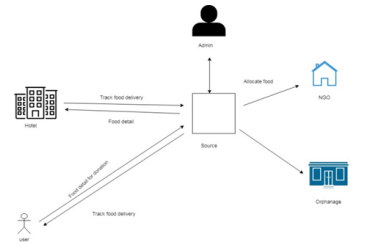 Admin
Allocate food
NGO
Track food delivery
Food detail
Hotel
Source
Food detail for donation
Orphanage
Track food delivery
user